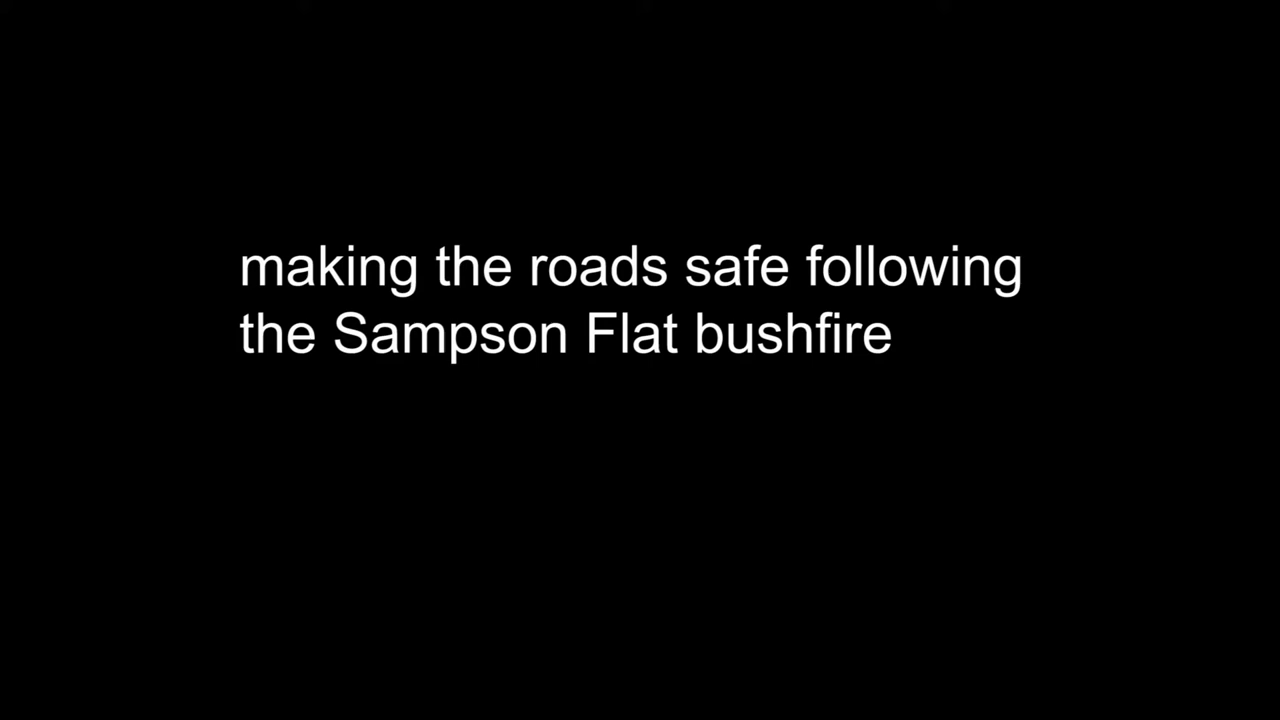 making the roads safe following
the Sampson Flat bushfire